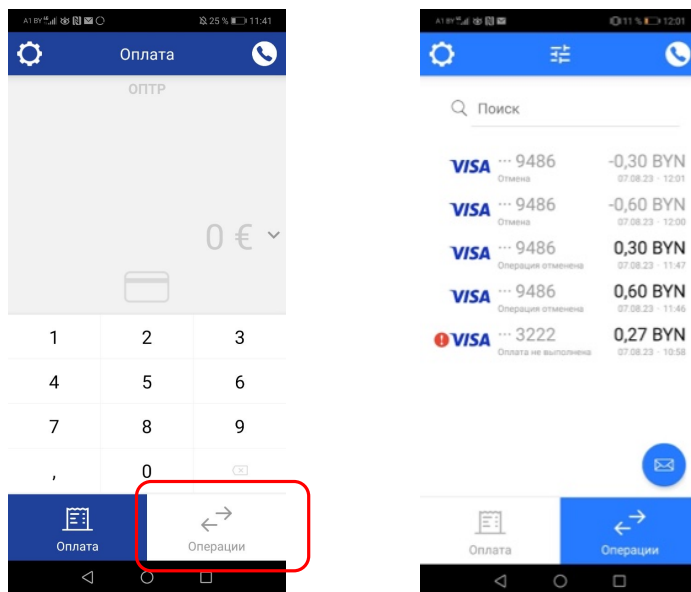 A1 BY 25 % 11:41
Оплата
ОПТР
0 €
1 2 3
4 5 6
7 8 9
, 0
Оплата Операции
A1 BY 11 % 12:01
Поиск
VISA ··· 9486 -0,30 BYN
Отмена 07.08.23 - 12:01
VISA ··· 9486 -0,60 BYN
Отмена 07.08.23 - 12:00
VISA ··· 9486 0,30 BYN
Операция отменена 07.08.23 - 11:47
VISA ··· 9486 0,60 BYN
Операция отменена 07.08.23 - 11:46
VISA ··· 3222 0,27 BYN
Оплата не выполнена 07.08.23 - 10:58
Оплата Операции